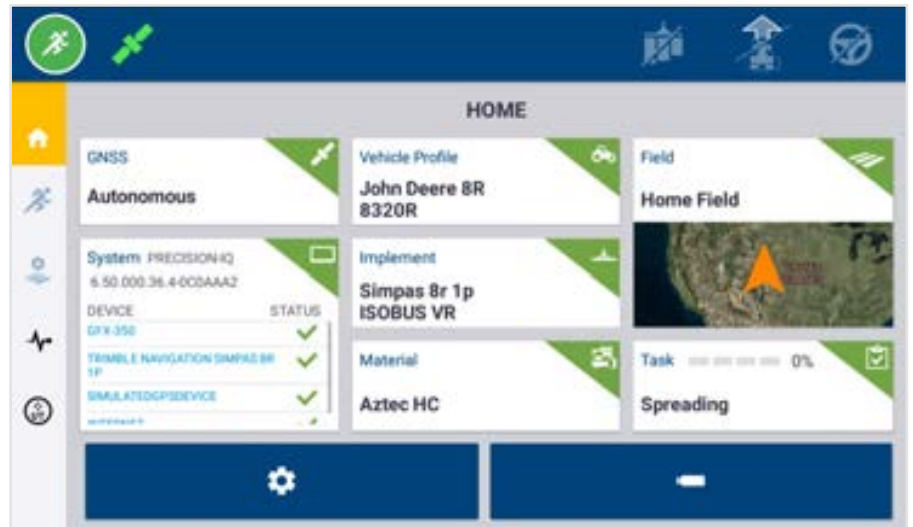 HOME
GNSS
Autonomous
Vehicle Profile
John Deere 8R
8320R
Field
Home Field
System PRECISION-IQ
6.50.000.36.4-0C0AAA2
DEVICE STATUS
GFX-350
TRIMBLE NAVIGATION SIMPAS 8R
1P
SIMULATEDGPSDEVICE
Implement
Simpas 8r 1p
ISOBUS VR
Material
Aztec HC
Task 0%
Spreading